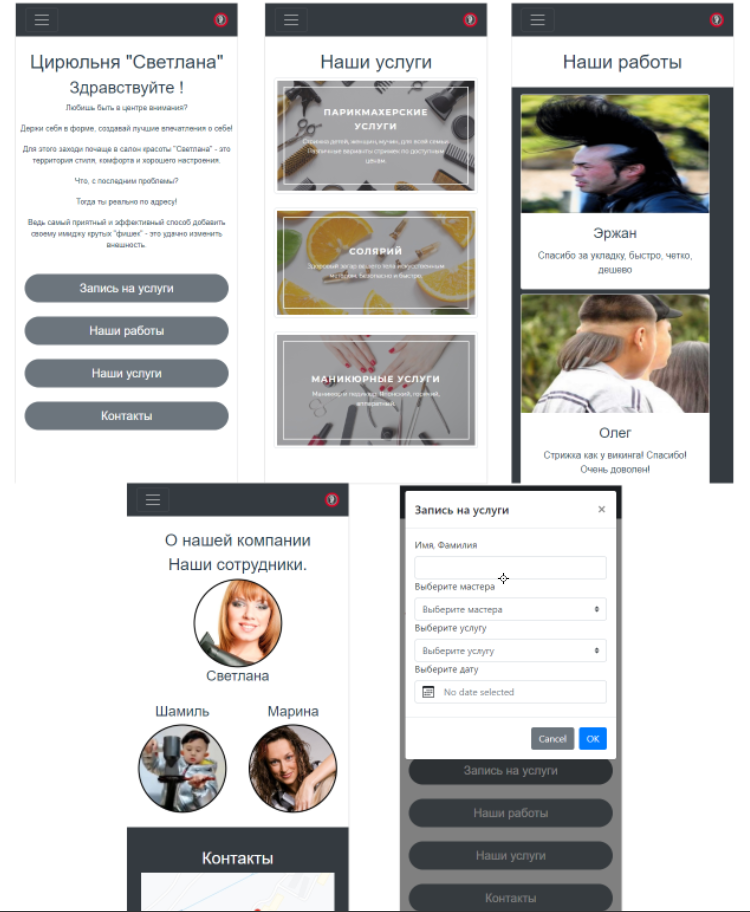 Цирюльня "Светлана"
Здравствуйте !
Любишь быть в центре внимания?
Держи себя в форме, создавай лучшие впечатления о себе!
Для этого заходи почаще в салон красоты "Светлана" - это
территория стиля, комфорта и хорошего настроения.
Что, с последним проблемы?
Тогда ты реально по адресу!
Ведь самый приятный и эффективный способ добавить
своему имиджу крутых "фишек" - это удачно изменить
внешность.
Запись на услуги
Наши работы
Наши услуги
Контакты
Наши услуги
ПАРИКМАХЕРСКИЕ
УСЛУГИ
Стрижка детей, женщин, мужчин, для всей семьи.
Различные варианты стрижек по доступным
ценам.
СОЛЯРИЙ
Здоровый загар вашего тела искусственным
методом, безопасно и быстро.
МАНИКЮРНЫЕ УСЛУГИ
Маникюр и педикюр. Японский, горячий,
аппаратный.
Наши работы
Эржан
Спасибо за укладку, быстро, четко,
дешево
Олег
Стрижка как у викинга! Спасибо!
Очень доволен!
О нашей компании
Наши сотрудники.
Светлана
Шамиль
Марина
Контакты
Запись на услуги
×
Имя, Фамилия
Выберите мастера
Выберите мастера
Выберите услугу
Выберите услугу
Выберите дату
No date selected
Cancel
OK
Запись на услуги
Наши работы
Наши услуги
Контакты